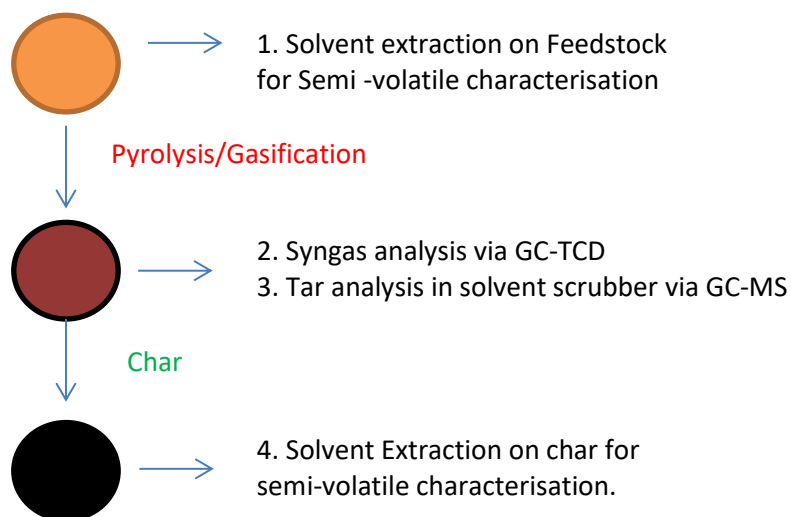 1. Solvent extraction on Feedstock
for Semi -volatile characterisation
Pyrolysis/Gasification
2. Syngas analysis via GC-TCD
3. Tar analysis in solvent scrubber via GC-MS
Char
4. Solvent Extraction on char for
semi-volatile characterisation.